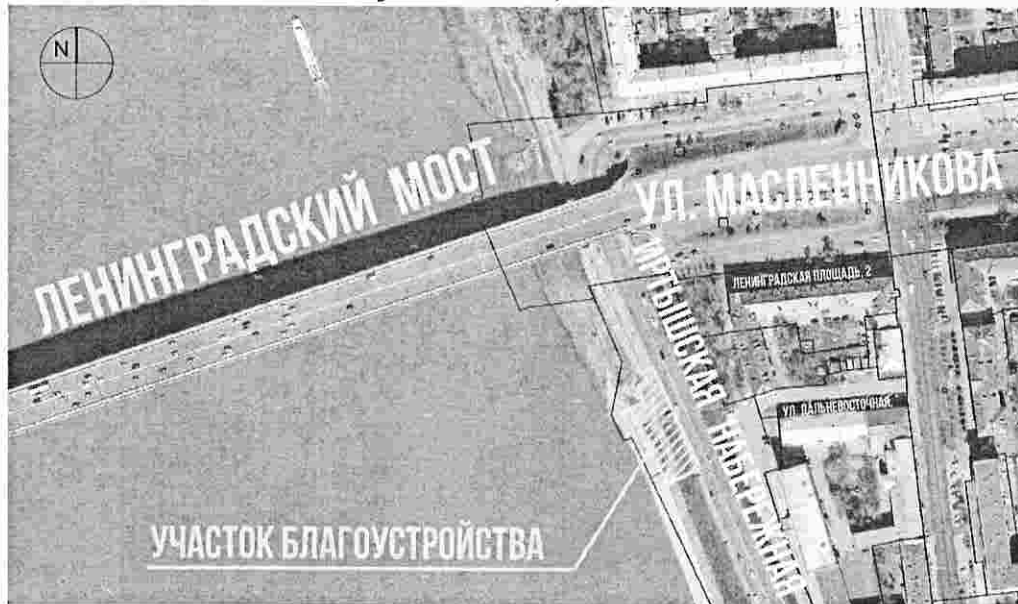 N
ЛЕНИНГРАДСКИЙ МОСТ
УЛ. МАСЛЕННИКОВА
ИРТЫШСКАЯ НАБЕРЕЖНАЯ
ЛЕНИНГРАДСКАЯ ПЛОЩАДЬ, 2
УЛ. ДАЛЬНЕВОСТОЧНАЯ
УЧАСТОК БЛАГОУСТРОЙСТВА